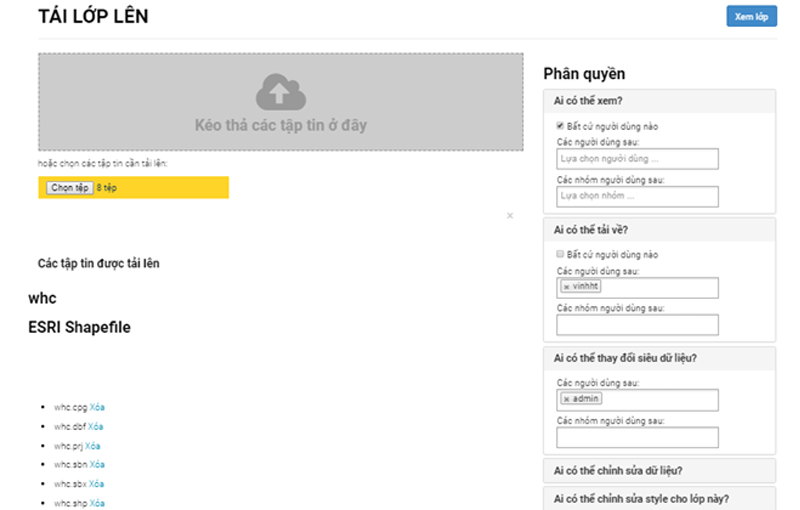 TẢI LỚP LÊN
Xem lớp
Kéo thả các tập tin ở đây
hoặc chọn các tập tin cần tải lên:
Chọn tệp 8 tệp
×
Các tập tin được tải lên
whc
ESRI Shapefile
whc.cpg Xóa
whc.dbf Xóa
whc.prj Xóa
whc.sbn Xóa
whc.sbx Xóa
whc.shp Xóa
Phân quyền
Ai có thể xem?
Bất cứ người dùng nào
Các người dùng sau:
Lựa chọn người dùng ...
Các nhóm người dùng sau:
Lựa chọn nhóm ...
Ai có thể tải về?
Bất cứ người dùng nào
Các người dùng sau:
× vinhht
Các nhóm người dùng sau:
Ai có thể thay đổi siêu dữ liệu?
Các người dùng sau:
× admin
Các nhóm người dùng sau:
Ai có thể chỉnh sửa dữ liệu?
Ai có thể chỉnh sửa style cho lớp này?